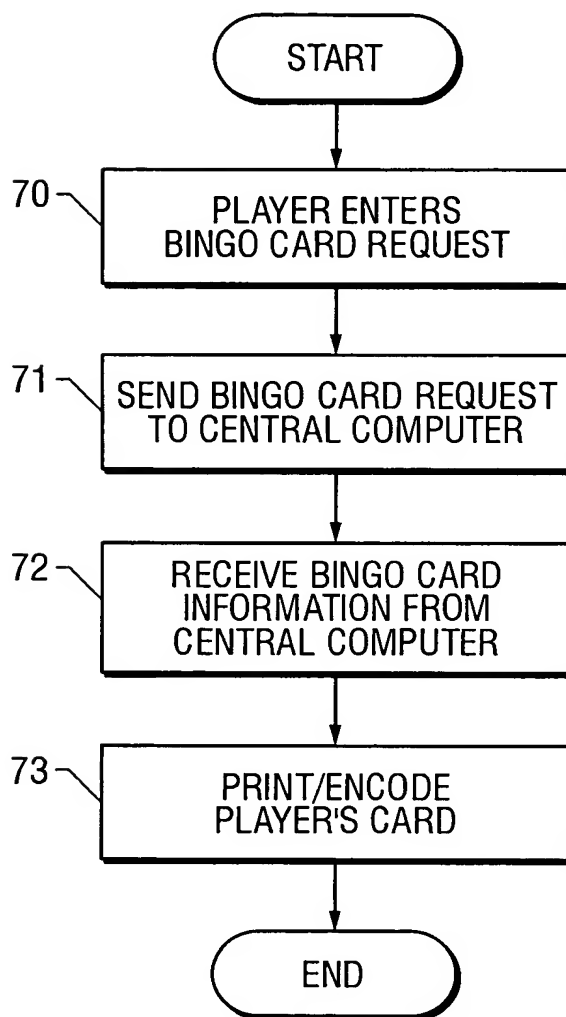 START
70
PLAYER ENTERS
BINGO CARD REQUEST
71
SEND BINGO CARD REQUEST
TO CENTRAL COMPUTER
72
RECEIVE BINGO CARD
INFORMATION FROM
CENTRAL COMPUTER
73
PRINT/ENCODE
PLAYER'S CARD
END